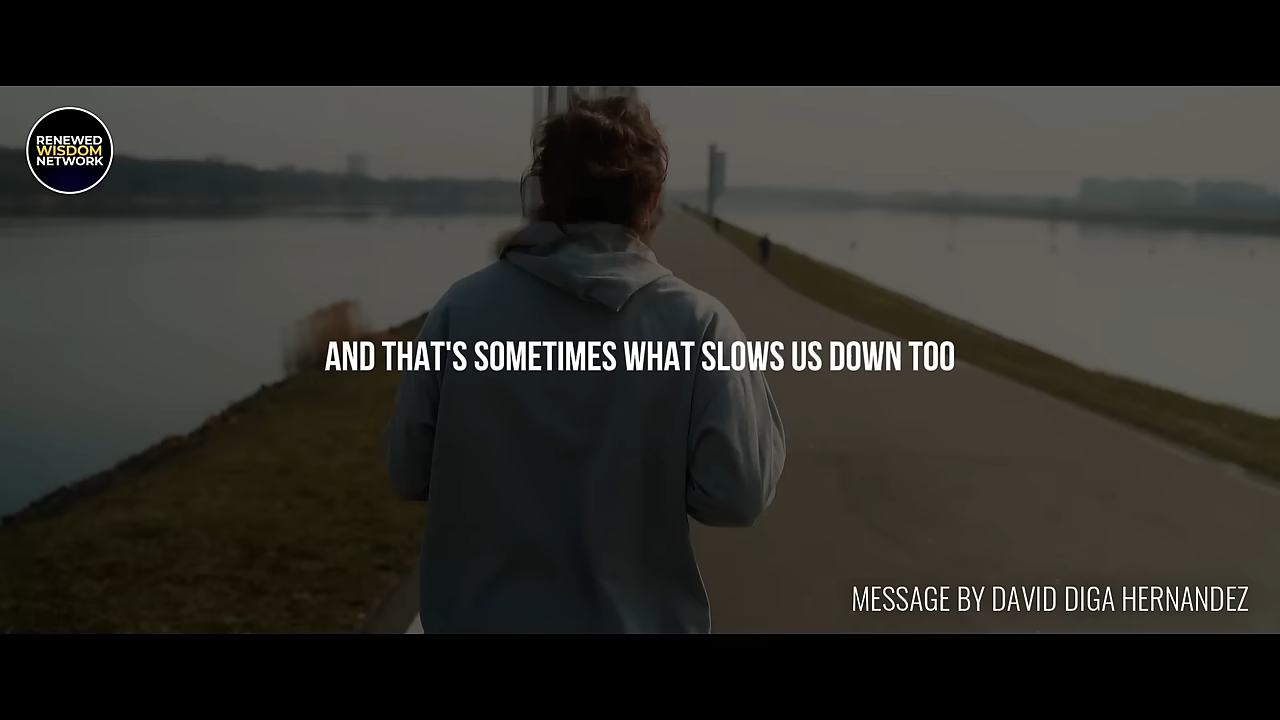 RENEWED
WISDOM
NETWORK
AND THAT'S SOMETIMES WHAT SLOWS US DOWN TOO
MESSAGE BY DAVID DIGA HERNANDEZ